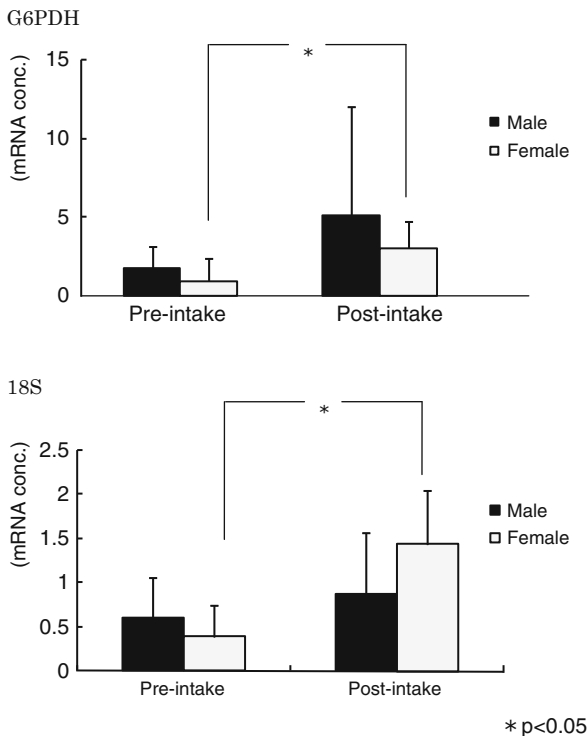 G6PDH
(mRNA conc.)
15
10
5
0
*
Male
Female
Pre-intake
Post-intake
18S
(mRNA conc.)
2.5
2
1.5
1
0.5
0
*
Male
Female
Pre-intake
Post-intake
* p<0.05